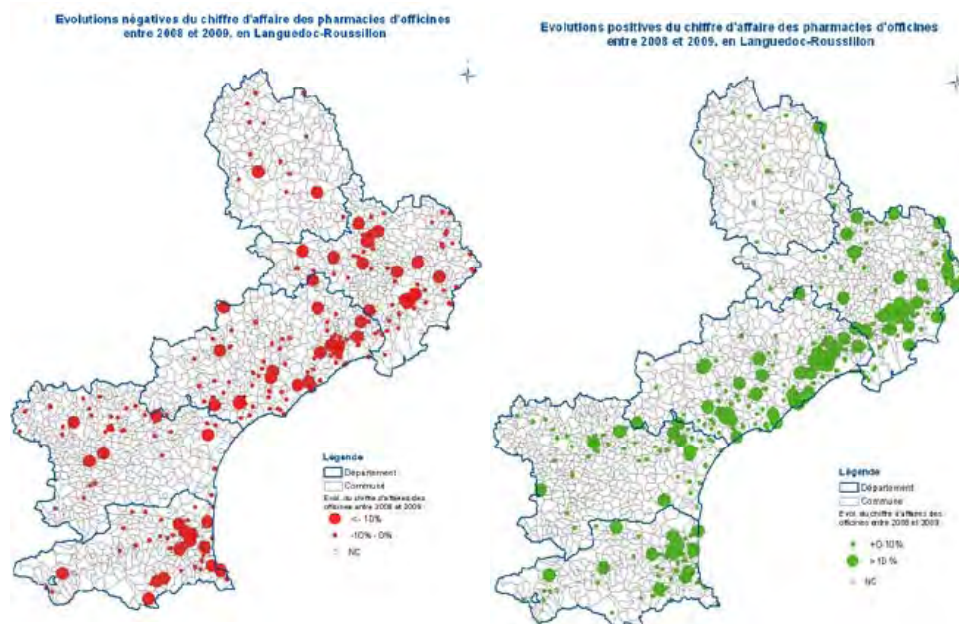 Evolutions négatives du chiffre d'affaire des pharmacies d'officines
entre 2008 et 2009, en Languedoc-Roussillon
Légende
Département
Commune
Evol. du chiffre d'affaires des
officines entre 2008 et 2009
<- 10%
-10% - 0%
NC
Evolutions positives du chiffre d'affaire des pharmacies d'officines
entre 2008 et 2009, en Languedoc-Roussillon
Légende
Département
Commune
Evol. du chiffre d'affaires des
officines entre 2008 et 2009
+0-10%
>10 %
NC